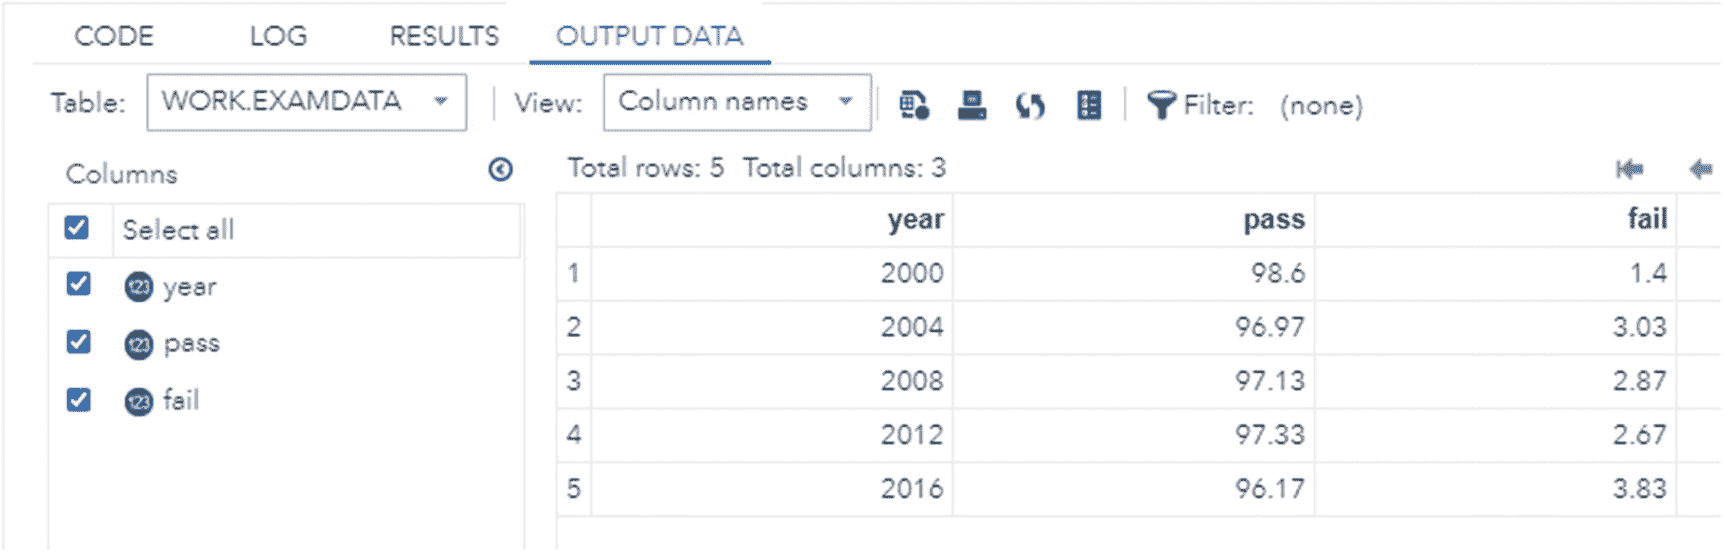 CODE LOG RESULTS OUTPUT DATA
Table: WORK.EXAMDATA View: Column names Filter: (none)
Columns
Select all
123 year
123 pass
123 fail
Total rows: 5 Total columns: 3
year pass fail
1 2000 98.6 1.4
2 2004 96.97 3.03
3 2008 97.13 2.87
4 2012 97.33 2.67
5 2016 96.17 3.83